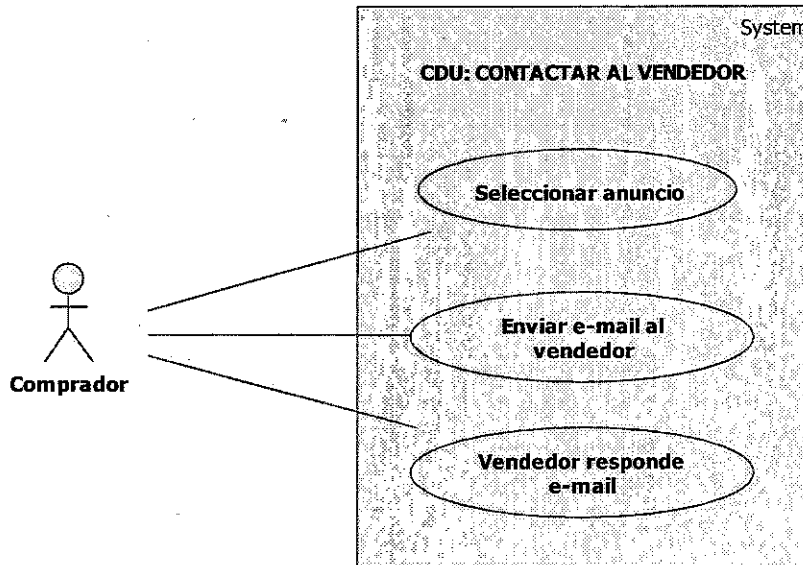 System
CDU: CONTACTAR AL VENDEDOR
Seleccionar anuncio
Enviar e-mail al
vendedor
Comprador
Vendedor responde
e-mail